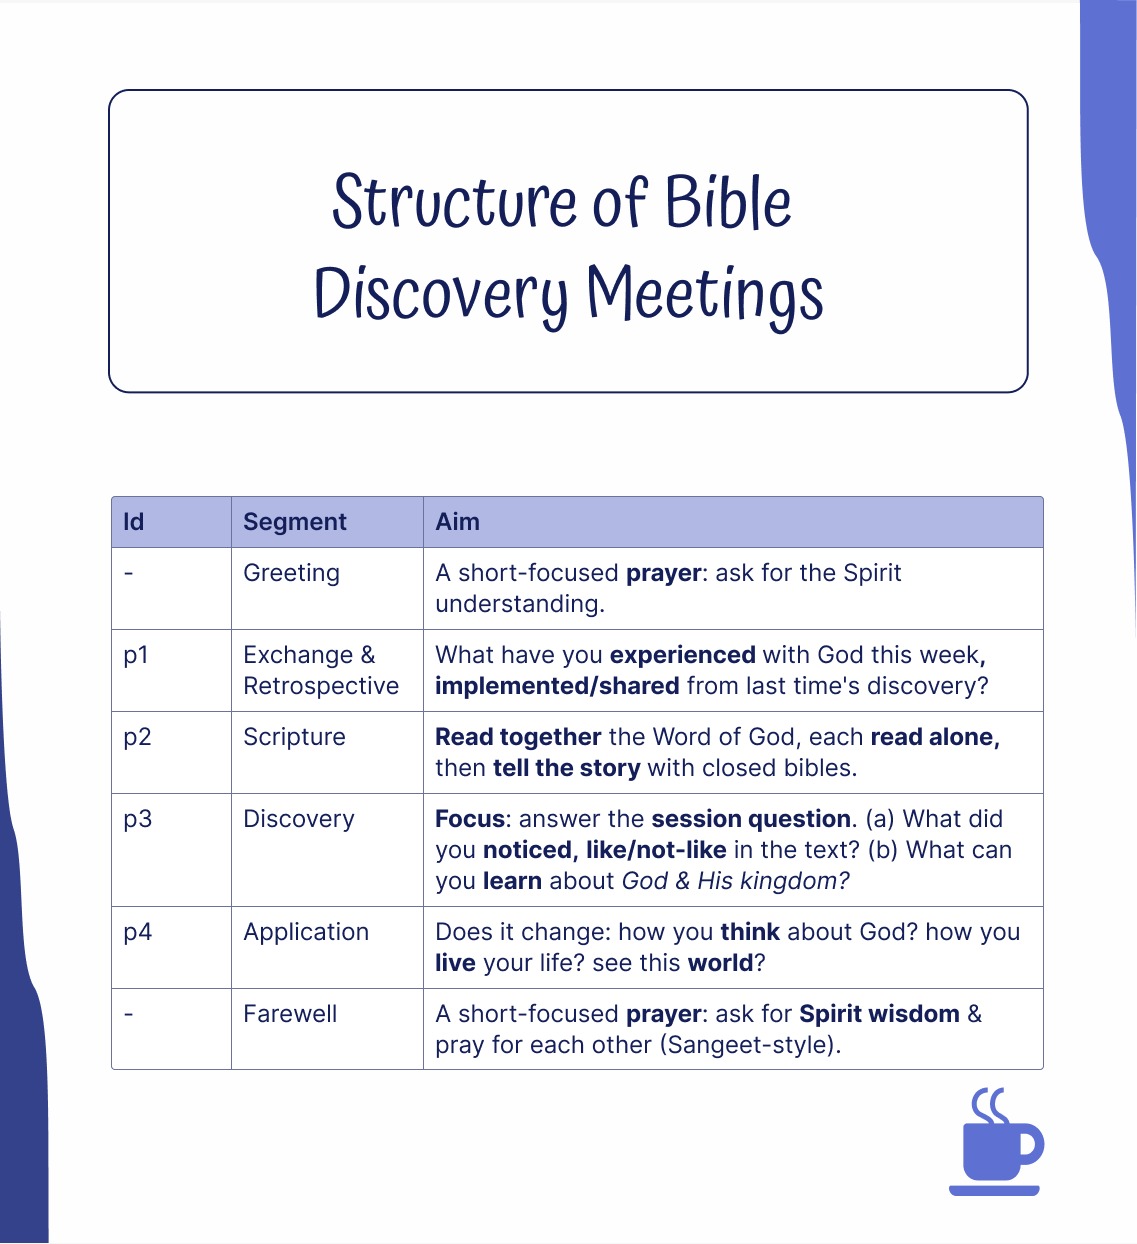 Structure of Bible
Discovery Meetings
Id Segment Aim
- Greeting A short-focused prayer: ask for the Spirit
understanding.
p1 Exchange & What have you experienced with God this week,
Retrospective implemented/shared from last time's discovery?
p2 Scripture Read together the Word of God, each read alone,
then tell the story with closed bibles.
p3 Discovery Focus: answer the session question. (a) What did
you noticed, like/not-like in the text? (b) What can
you learn about God & His kingdom?
p4 Application Does it change: how you think about God? how you
live your life? see this world?
- Farewell A short-focused prayer: ask for Spirit wisdom &
pray for each other (Sangeet-style).